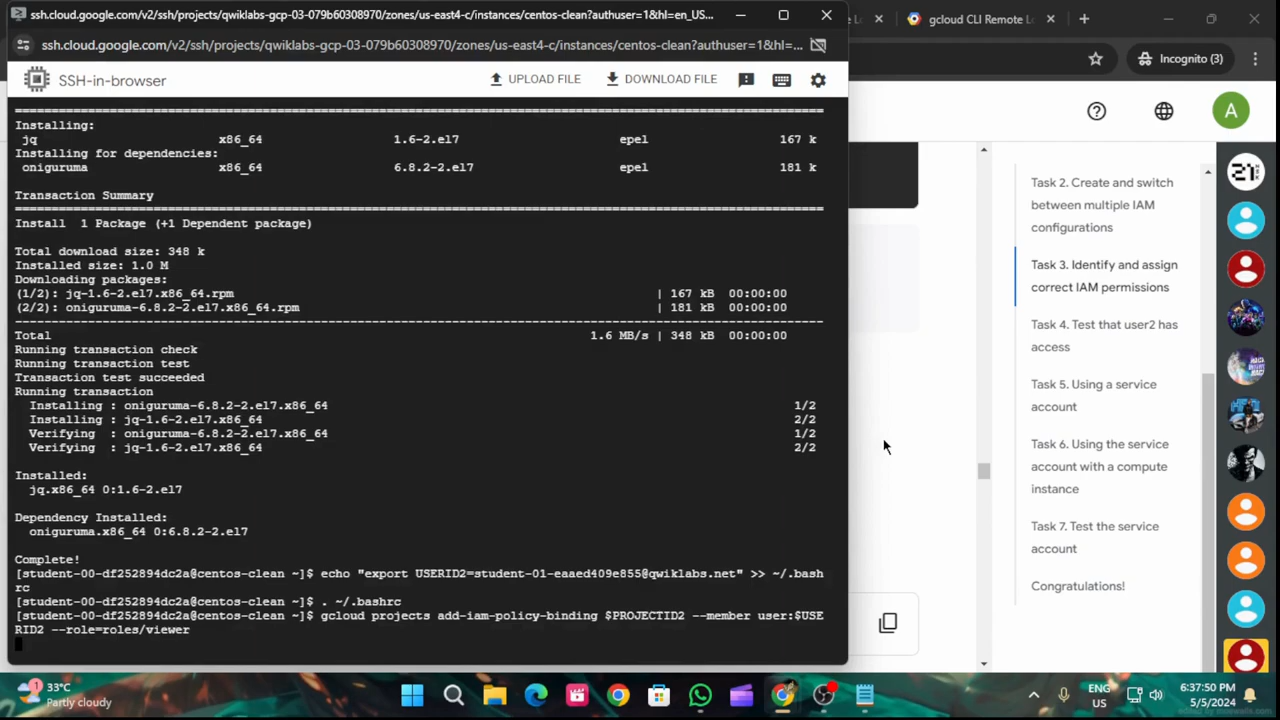 ssh.cloud.google.com/v2/ssh/projects/qwiklabs-gcp-03-079b60308970/zones/us-east4-c/instances/centos-clean?authuser=1&hl=en_US...
gcloud CLI Remote L
ssh.cloud.google.com/v2/ssh/projects/qwiklabs-gcp-03-079b60308970/zones/us-east4-c/instances/centos-clean?authuser=1&hl=...
Incognito (3)
SSH-in-browser
UPLOAD FILE
DOWNLOAD FILE
A
Installing:
jq x86_64 1.6-2.el7 epel 167 k
Installing for dependencies:
oniguruma x86_64 6.8.2-2.el7 epel 181 k
Transaction Summary
Install 1 Package (+1 Dependent package)
Total download size: 348 k
Installed size: 1.0 M
Downloading packages:
(1/2): jq-1.6-2.el7.x86_64.rpm | 167 kB 00:00:00
(2/2): oniguruma-6.8.2-2.el7.x86_64.rpm | 181 kB 00:00:00
Total 1.6 MB/s | 348 kB 00:00:00
Running transaction check
Running transaction test
Transaction test succeeded
Running transaction
Installing : oniguruma-6.8.2-2.el7.x86_64 1/2
Installing : jq-1.6-2.el7.x86_64 2/2
Verifying : oniguruma-6.8.2-2.el7.x86_64 1/2
Verifying : jq-1.6-2.el7.x86_64 2/2
Installed:
jq.x86_64 0:1.6-2.el7
Dependency Installed:
oniguruma.x86_64 0:6.8.2-2.el7
Complete!
[student-00-df252894dc2a@centos-clean ~]$ echo "export USERID2=student-01-eaaed409e855@qwiklabs.net" >> ~/.bash
rc
[student-00-df252894dc2a@centos-clean ~]$ . ~/.bashrc
[student-00-df252894dc2a@centos-clean ~]$ gcloud projects add-iam-policy-binding $PROJECTID2 --member user:$USE
RID2 --role=roles/viewer
Task 2. Create and switch
between multiple IAM
configurations
Task 3. Identify and assign
correct IAM permissions
Task 4. Test that user2 has
access
Task 5. Using a service
account
Task 6. Using the service
account with a compute
instance
Task 7. Test the service
account
Congratulations!
21
1
33°C
Partly cloudy
ENG
US
6:37:50 PM
5/5/2024